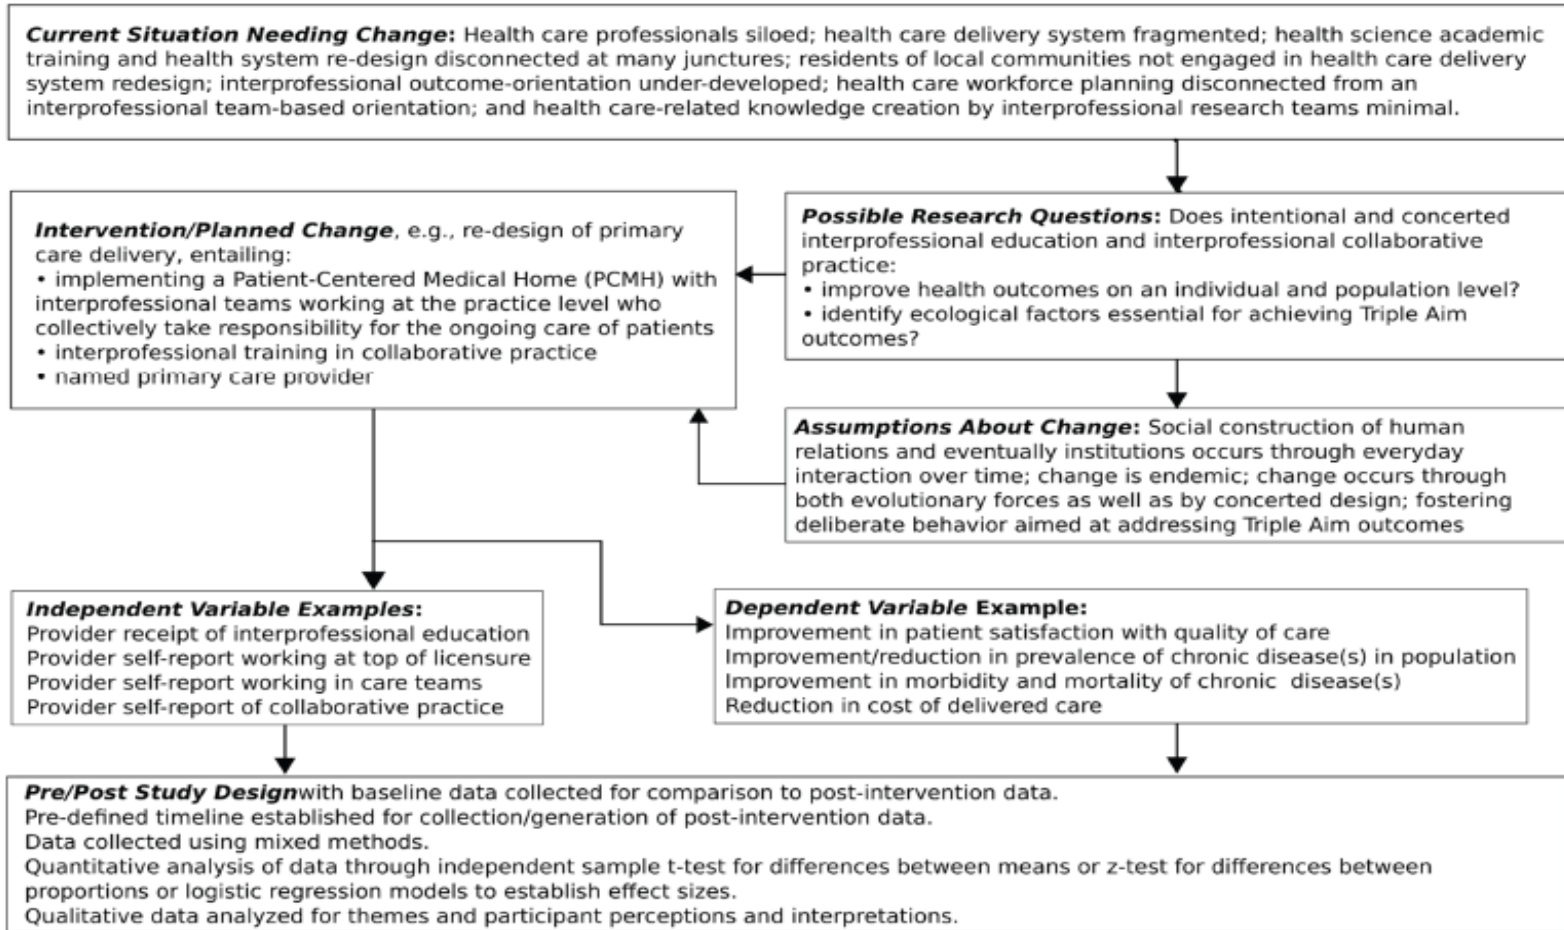 Current Situation Needing Change: Health care professionals siloed; health care delivery system fragmented; health science academic
training and health system re-design disconnected at many junctures; residents of local communities not engaged in health care delivery
system redesign; interprofessional outcome-orientation under-developed; health care workforce planning disconnected from an
interprofessional team-based orientation; and health care-related knowledge creation by interprofessional research teams minimal.
Possible Research Questions: Does intentional and concerted
interprofessional education and interprofessional collaborative
practice:
• improve health outcomes on an individual and population level?
• identify ecological factors essential for achieving Triple Aim
outcomes?
Intervention/Planned Change, e.g., re-design of primary
care delivery, entailing:
• implementing a Patient-Centered Medical Home (PCMH) with
interprofessional teams working at the practice level who
collectively take responsibility for the ongoing care of patients
• interprofessional training in collaborative practice
• named primary care provider
Assumptions About Change: Social construction of human
relations and eventually institutions occurs through everyday
interaction over time; change is endemic; change occurs through
both evolutionary forces as well as by concerted design; fostering
deliberate behavior aimed at addressing Triple Aim outcomes
Independent Variable Examples:
Provider receipt of interprofessional education
Provider self-report working at top of licensure
Provider self-report working in care teams
Provider self-report of collaborative practice
Dependent Variable Example:
Improvement in patient satisfaction with quality of care
Improvement/reduction in prevalence of chronic disease(s) in population
Improvement in morbidity and mortality of chronic disease(s)
Reduction in cost of delivered care
Pre/Post Study Designwith baseline data collected for comparison to post-intervention data.
Pre-defined timeline established for collection/generation of post-intervention data.
Data collected using mixed methods.
Quantitative analysis of data through independent sample t-test for differences between means or z-test for differences between
proportions or logistic regression models to establish effect sizes.
Qualitative data analyzed for themes and participant perceptions and interpretations.